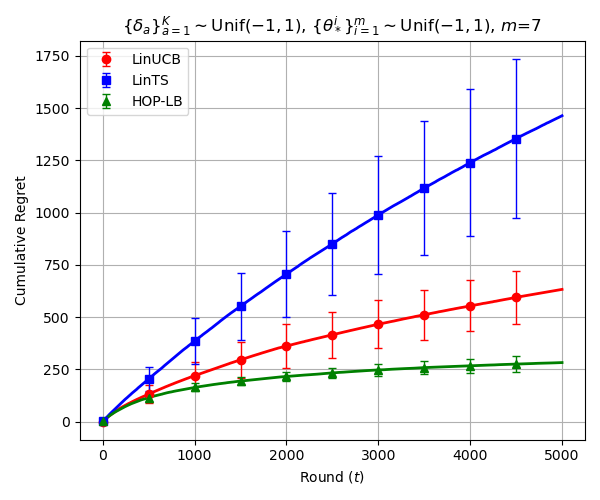 {δₐ}ᴷₐ₌₁ ∼ Unif(−1, 1), {θⁱ∗}ᵐᵢ₌₁ ∼ Unif(−1, 1), m=7
LinUCB
LinTS
HOP-LB
1750
1500
1250
1000
750
500
250
0
Cumulative Regret
0 1000 2000 3000 4000 5000
Round (t)